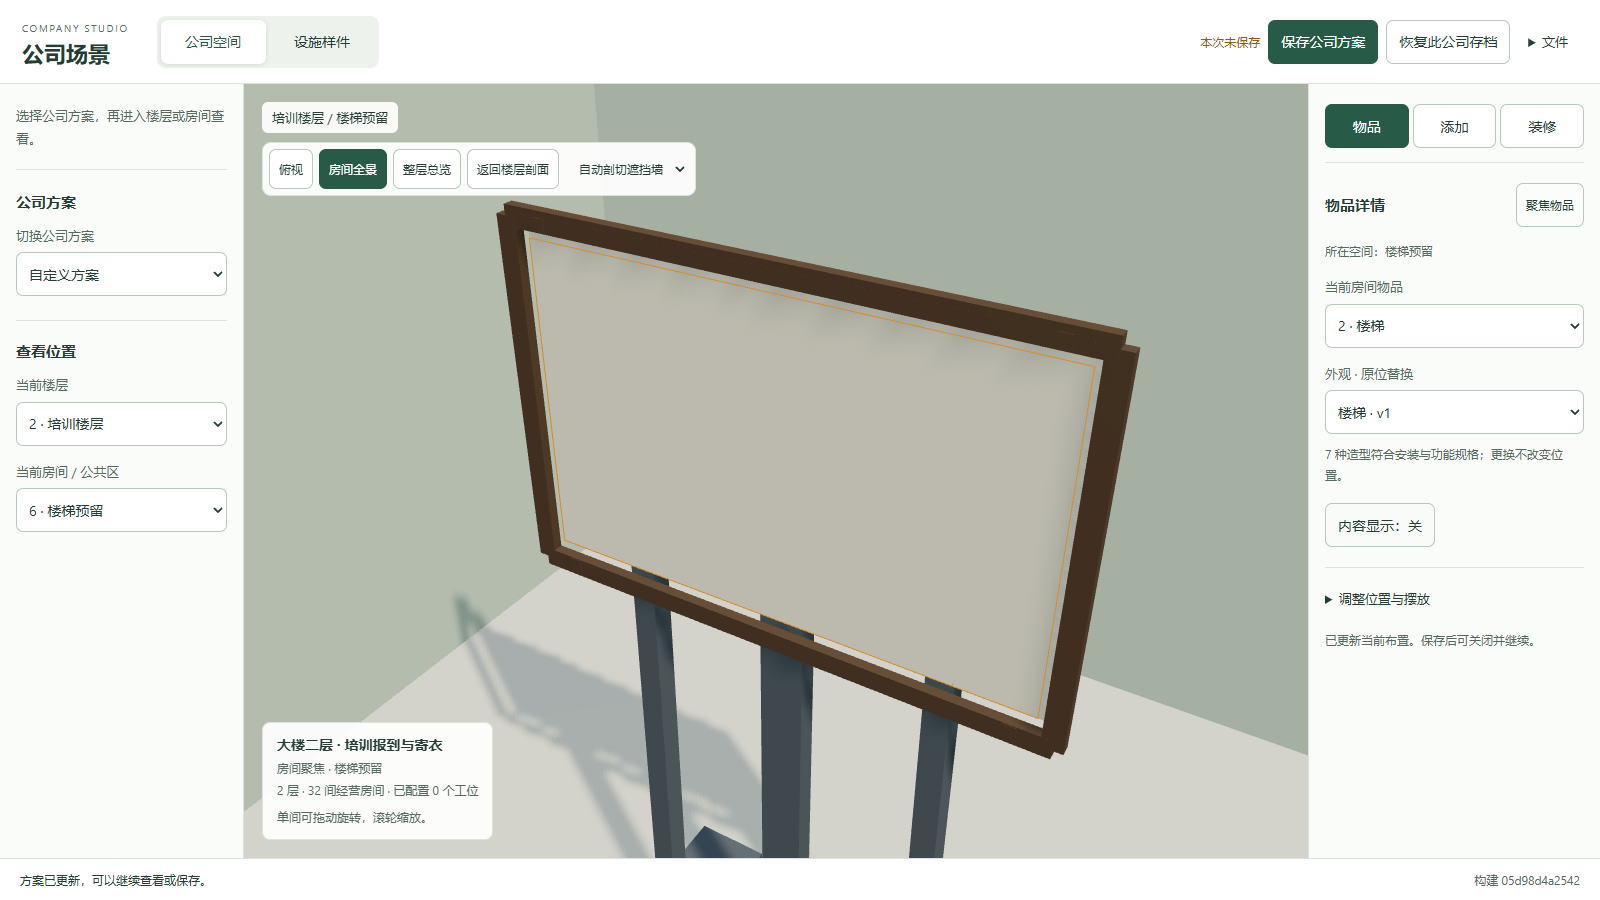 COMPANY STUDIO
公司场景
公司空间
设施样件
本次未保存
保存公司方案
恢复此公司存档
▶ 文件
选择公司方案，再进入楼层或房间查看。
公司方案
切换公司方案
自定义方案
查看位置
当前楼层
2 · 培训楼层
当前房间 / 公共区
6 · 楼梯预留
培训楼层 / 楼梯预留
俯视
房间全景
整层总览
返回楼层剖面
自动剖切遮挡墙
大楼二层 · 培训报到与寄衣
房间聚焦 · 楼梯预留
2 层 · 32 间经营房间 · 已配置 0 个工位
单间可拖动旋转，滚轮缩放。
物品
添加
装修
物品详情
聚焦物品
所在空间：楼梯预留
当前房间物品
2 · 楼梯
外观 · 原位替换
楼梯 · v1
7 种造型符合安装与功能规格；更换不改变位置。
内容显示：关
▶ 调整位置与摆放
已更新当前布置。保存后可关闭并继续。
方案已更新，可以继续查看或保存。
构建 05d98d4a2542